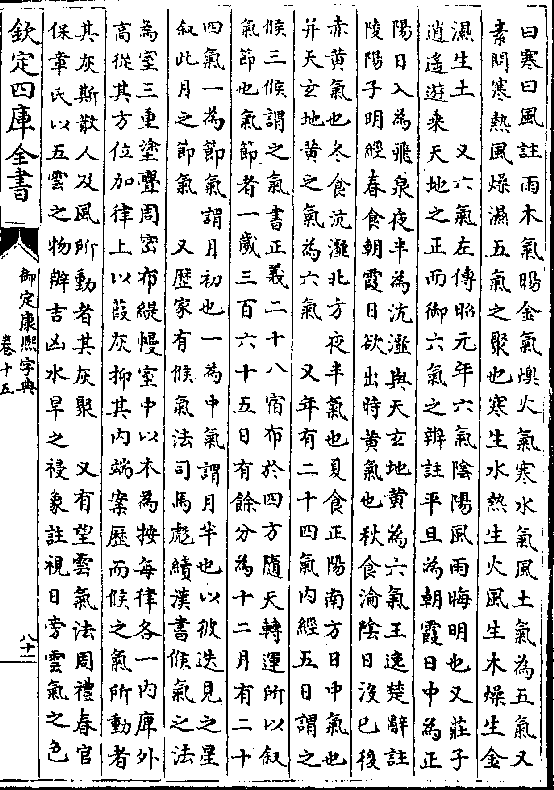 曰寒曰風註雨木氣暘金氣燠火氣寒水氣風土氣為五氣又
素問寒熱風燥濕五氣之聚也寒生水熱生火風生木燥生金
濕生土　又六氣左傳昭元年六氣陰陽風雨晦明也又莊子
逍遙遊乘天地之正而御六氣之辨註平旦為朝霞日中為正
陽日入為飛泉夜半為沆瀣與天玄地黃為六氣王逸楚辭註
陵陽子明經春食朝霞日欲出時黃氣也秋食淪陰日沒已後
赤黃氣也冬食沆瀣北方夜半氣也夏食正陽南方日中氣也
并天玄地黃之氣為六氣　又年有二十四氣內經五日謂之
候三候謂之氣書正義二十八宿布於四方隨天轉運所以敘
氣節也氣節者一歲三百六十五日有餘分為十二月有二十
四氣一為節氣謂月初也一為中氣謂月半也以彼迭見之星
敘此月之節氣　又歷家有候氣法司馬彪續漢書候氣之法
為室三重塗釁周密布緹幔室中以木為按每律各一內庫外
高從其方位加律上以葭灰抑其內端案歷而候之氣所動者
其灰斯散人及風所動者其灰聚　又有望雲氣法周禮春官
保章氏以五雲之物辨吉凶水旱之祲象註視日旁雲氣之色
欽定四庫全書
御定康熙字典
卷十五
八十一